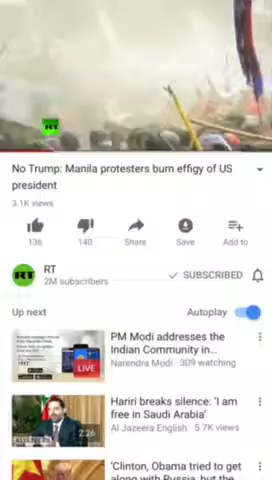 RT
No Trump: Manila protesters burn effigy of US
president
3.1K views
136
140
Share
Save
Add to
RT
RT
2M subscribers
SUBSCRIBED
Up next
Autoplay
PM Modi addresses the
Indian Community in...
Narendra Modi · 309 watching
FREE
LIVE
Hariri breaks silence: 'I am
free in Saudi Arabia'
Al Jazeera English · 5.7K views
2:26
'Clinton, Obama tried to get
along with Russia, but the